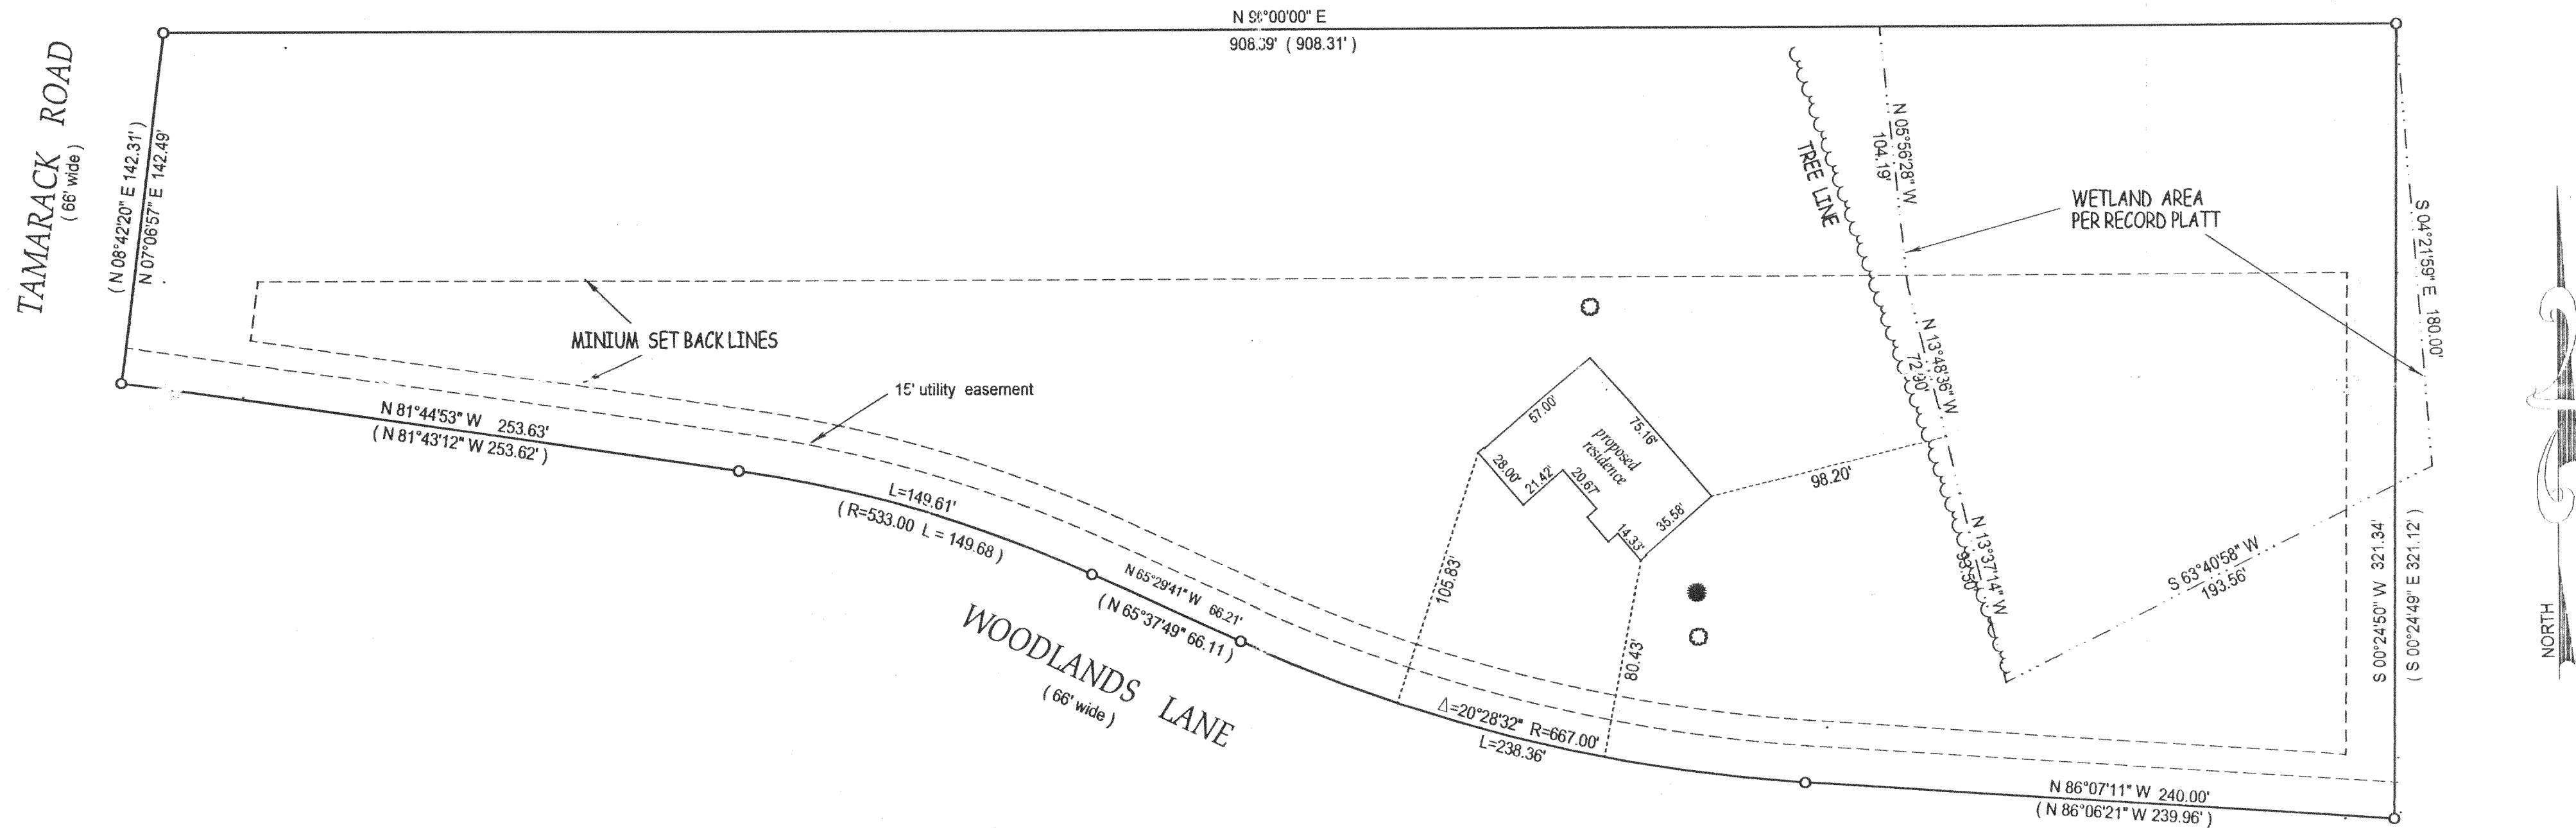 N 90°00'00" E
908.39' ( 908.31' )
TAMARACK ROAD
( 66' wide )
( N 08°42'20" E 142.31' )
N 07°06'57" E 142.49'
MINIUM SET BACK LINES
15' utility easement
N 81°44'53" W 253.63'
( N 81°43'12" W 253.62' )
L=149.61'
( R=533.00 L = 149.68 )
N 65°29'41" W 66.21'
( N 65°37'49" 66.11 )
WOODLANDS LANE
( 66' wide )
57.00'
75.16'
proposed
residence
28.00'
21.42'
20.67'
14.33'
35.58'
105.83'
80.43'
98.20'
Δ=20°28'32" R=667.00'
L=238.36'
TREE LINE
N 05°56'28" W
104.19'
N 13°48'36" W
72.90'
N 13°37'14" W
93.50'
WETLAND AREA
PER RECORD PLATT
S 04°21'59" E 180.00'
S 63°40'58" W
193.56'
S 00°24'50" W 321.34'
( S 00°24'49" E 321.12' )
N 86°07'11" W 240.00'
( N 86°06'21" W 239.96' )
NORTH